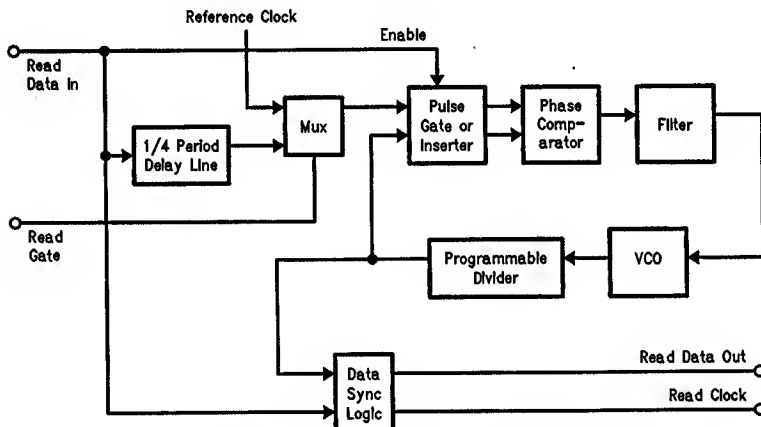 Reference Clock
Enable
Read
Data In
Mux
Pulse
Gate or
Inserter
Phase
Comp-
arator
Filter
1/4 Period
Delay Line
Read
Gate
Programmable
Divider
VCO
Data
Sync
Logic
Read Data Out
Read Clock